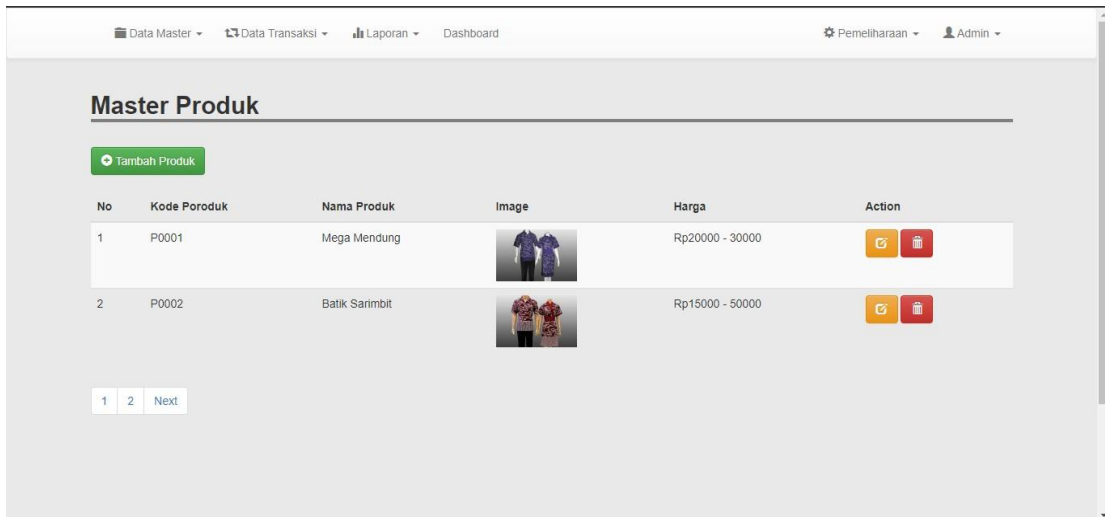 Data Master Data Transaksi Laporan Dashboard Pemeliharaan Admin
Master Produk
Tambah Produk
No Kode Poroduk Nama Produk Image Harga Action
1 P0001 Mega Mendung Rp20000 - 30000
2 P0002 Batik Sarimbit Rp15000 - 50000
1 2 Next